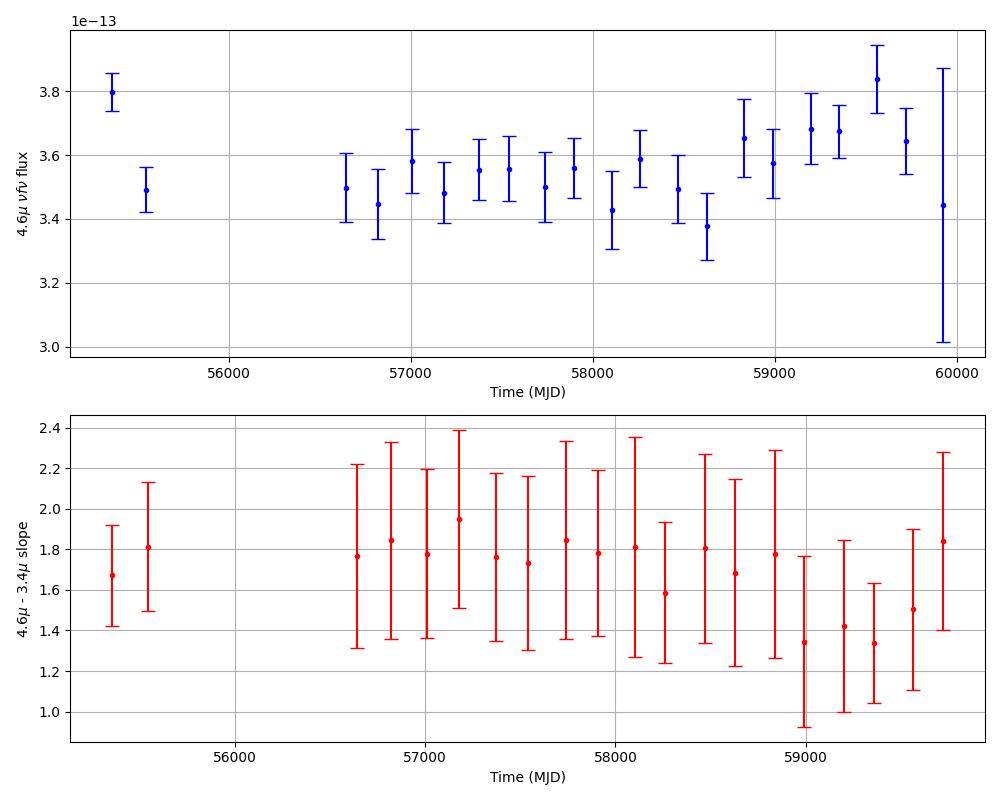 1e−13
3.8
3.6
3.4
3.2
3.0
4.6μ νfν flux
56000 57000 58000 59000 60000
Time (MJD)
2.4
2.2
2.0
1.8
1.6
1.4
1.2
1.0
4.6μ - 3.4μ slope
56000 57000 58000 59000
Time (MJD)